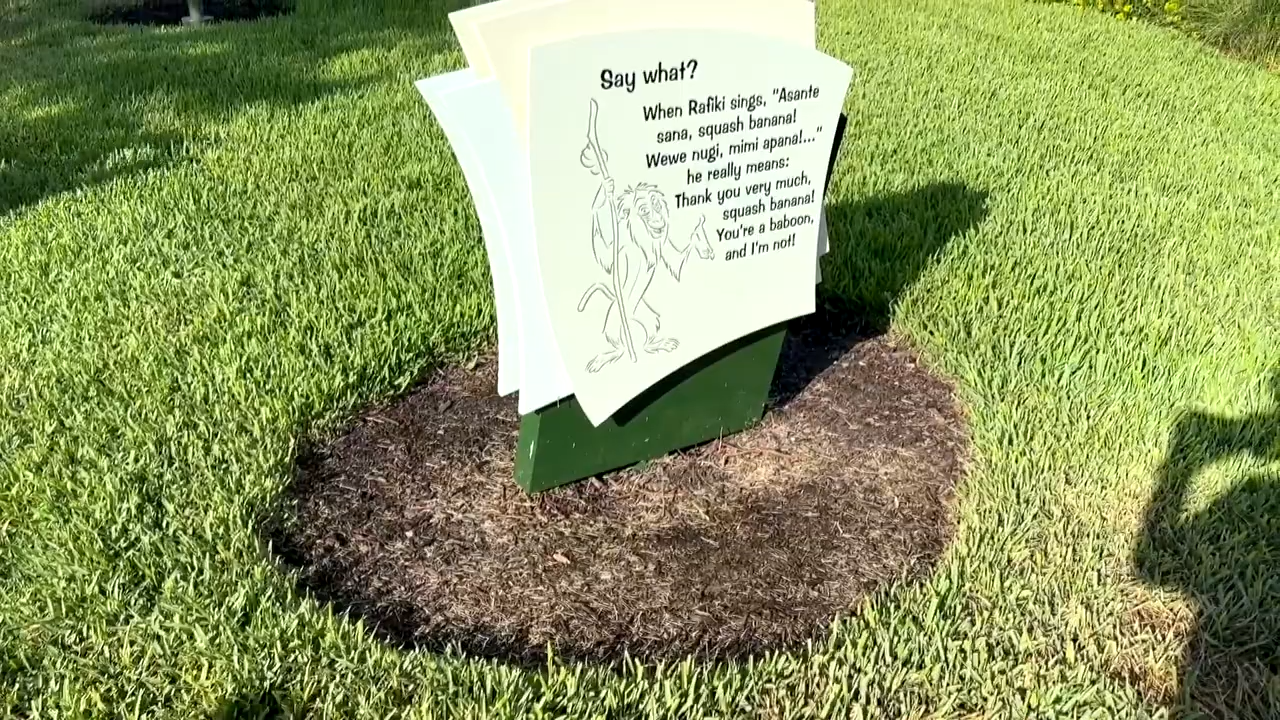 Say what?
When Rafiki sings, "Asante
sana, squash banana!
Wewe nugi, mimi apana!..."
he really means:
Thank you very much,
squash banana!
You're a baboon,
and I'm not!